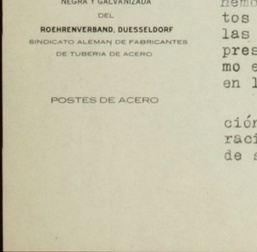 NEGRA Y GALVANIZADA
DEL
ROEHRENVERBAND, DUESSELDORF
SINDICATO ALEMAN DE FABRICANTES
DE TUBERIA DE ACERO
POSTES DE ACERO
hemo
tos
las
pres
mo e
en l
ción
raci
de s